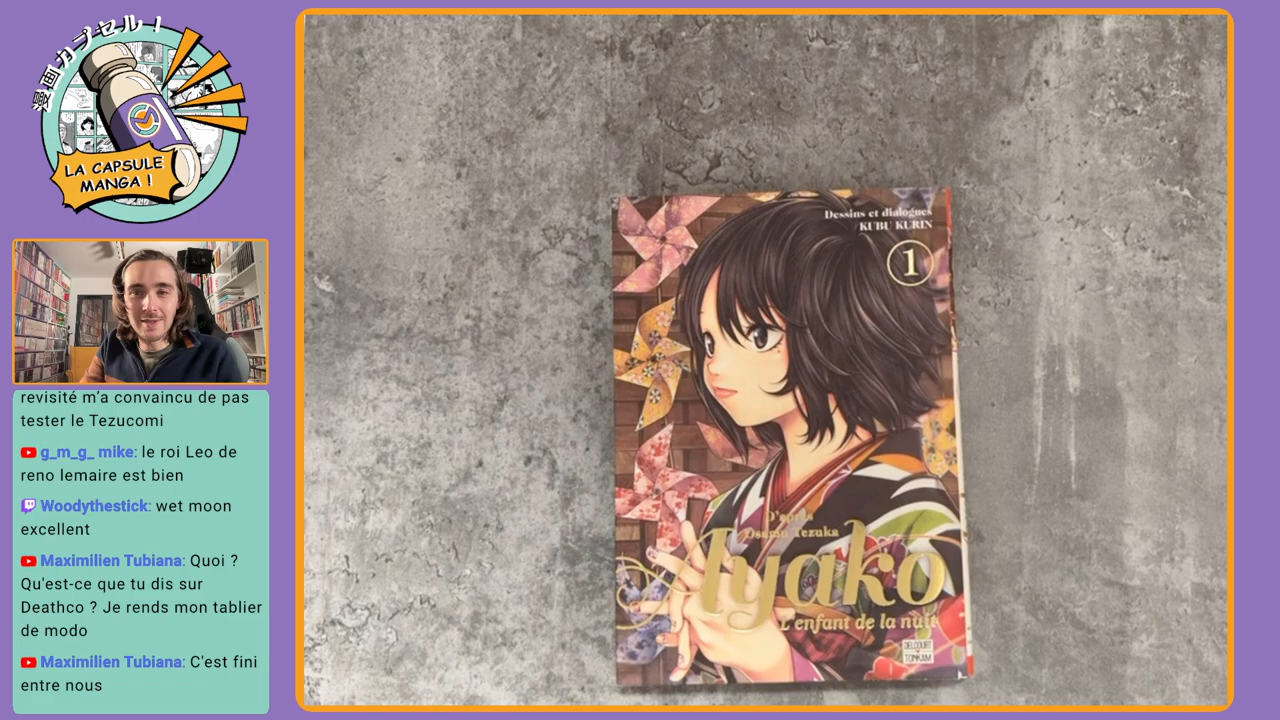 漫画カプセル！
LA CAPSULE
MANGA !
revisité m'a convaincu de pas
tester le Tezucomi
g_m_g_ mike: le roi Leo de
reno lemaire est bien
Woodythestick: wet moon
excellent
Maximilien Tubiana: Quoi ?
Qu'est-ce que tu dis sur
Deathco ? Je rends mon tablier
de modo
Maximilien Tubiana: C'est fini
entre nous
Dessins et dialogues
KUBU KURIN
1
D'après
Osamu Tezuka
Ayako
L'enfant de la nuit
DELCOURT
TONKAM